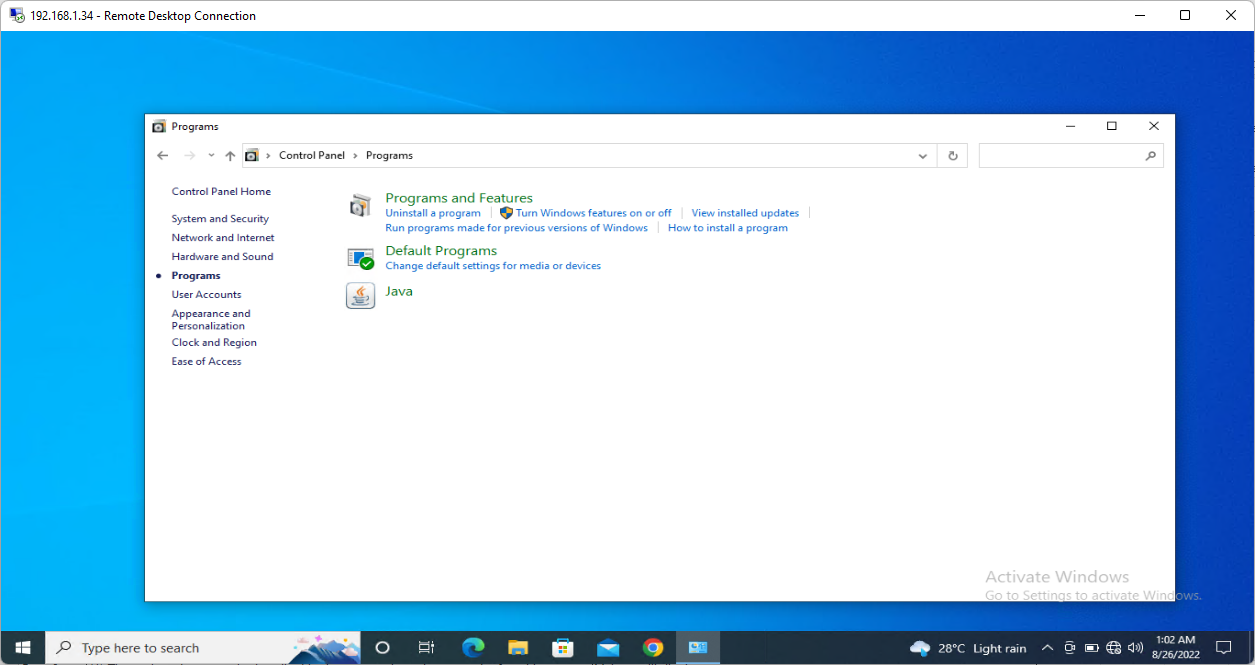 192.168.1.34 - Remote Desktop Connection
Programs
Control Panel › Programs
Control Panel Home
System and Security
Network and Internet
Hardware and Sound
Programs
User Accounts
Appearance and
Personalization
Clock and Region
Ease of Access
Programs and Features
Uninstall a program
Turn Windows features on or off
View installed updates
Run programs made for previous versions of Windows
How to install a program
Default Programs
Change default settings for media or devices
Java
Activate Windows
Go to Settings to activate Windows.
Type here to search
28°C Light rain
1:02 AM
8/26/2022